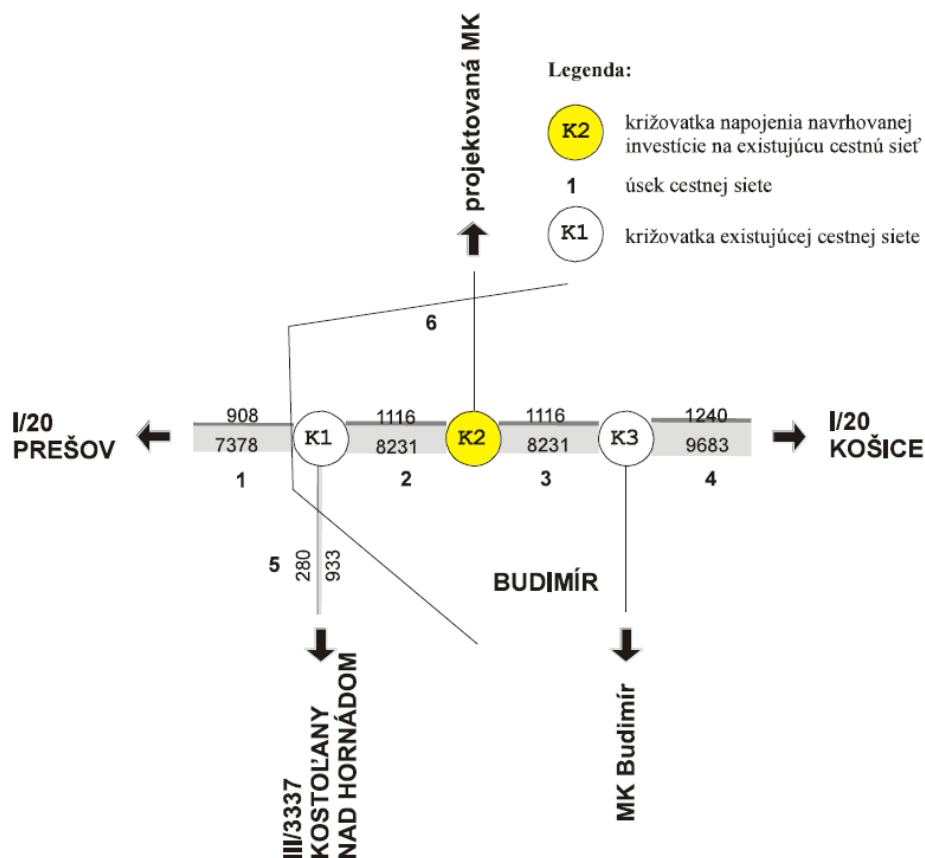 projektovaná MK
Legenda:
K2
križovatka napojenia navrhovanej
investície na existujúcu cestnú sieť
1
úsek cestnej siete
K1
križovatka existujúcej cestnej siete
6
I/20
PREŠOV
908
7378
K1
1116
8231
K2
1116
8231
K3
1240
9683
I/20
KOŠICE
1
2
3
4
5
280
933
BUDIMÍR
III/3337
KOSTOĽANY
NAD HORNÁDOM
MK Budimír